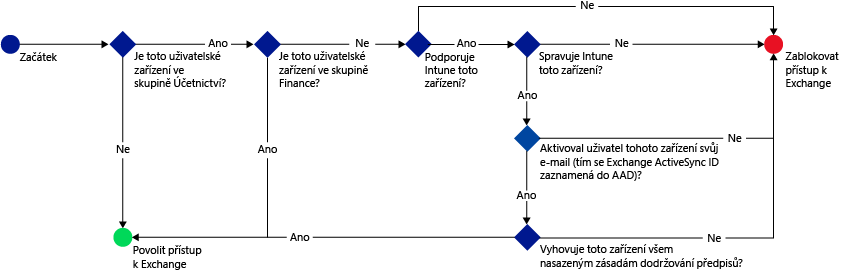 Ne
Začátek
Ano
Je toto uživatelské
zařízení ve
skupině Účetnictví?
Ne
Je toto uživatelské
zařízení ve skupině
Finance?
Ano
Podporuje
Intune toto
zařízení?
Ne
Spravuje Intune
toto zařízení?
Zablokovat
přístup k
Exchange
Ano
Ne
Ano
Ne
Aktivoval uživatel tohoto zařízení svůj
e-mail (tím se Exchange ActiveSync ID
zaznamená do AAD)?
Ano
Ano
Ne
Povolit přístup
k Exchange
Vyhovuje toto zařízení všem
nasazeným zásadám dodržování předpisů?